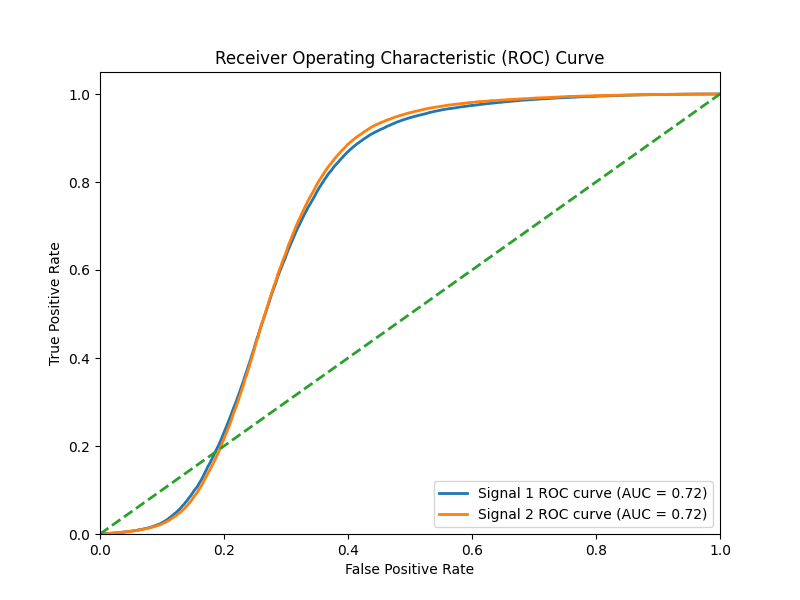 Receiver Operating Characteristic (ROC) Curve
True Positive Rate
1.0
0.8
0.6
0.4
0.2
0.0
Signal 1 ROC curve (AUC = 0.72)
Signal 2 ROC curve (AUC = 0.72)
0.0 0.2 0.4 0.6 0.8 1.0
False Positive Rate